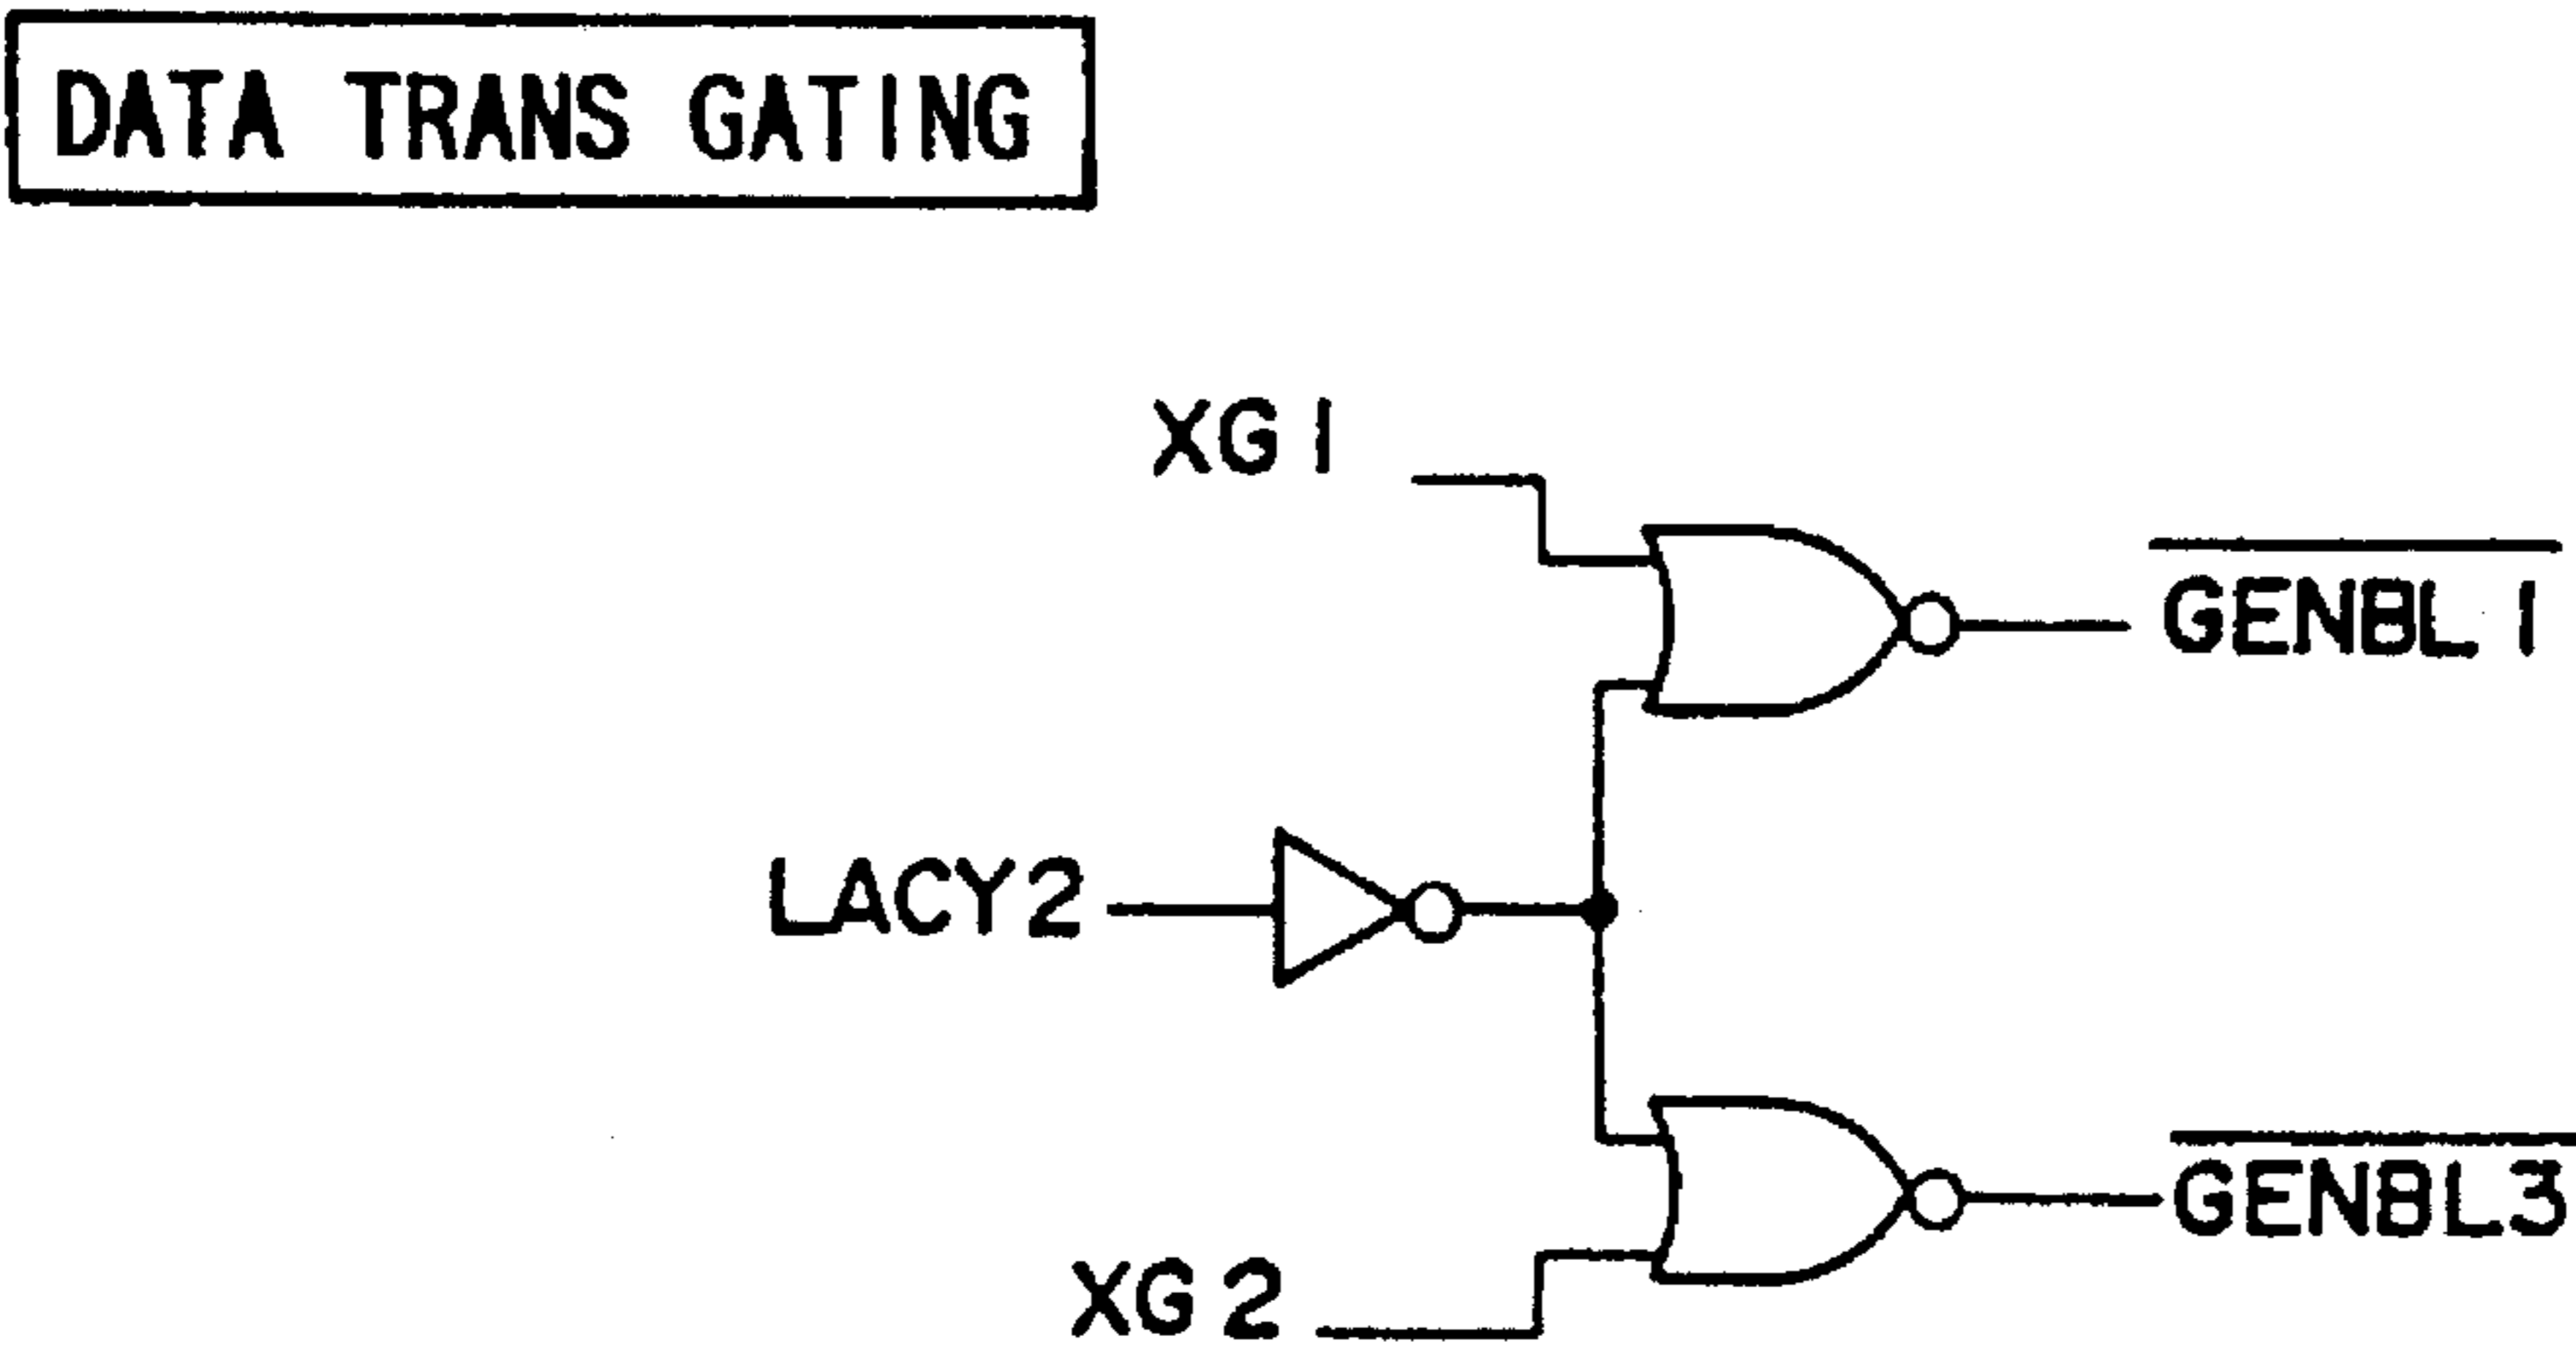 DATA TRANS GATING
XG1
GENBL1
LACY2
GENBL3
XG2